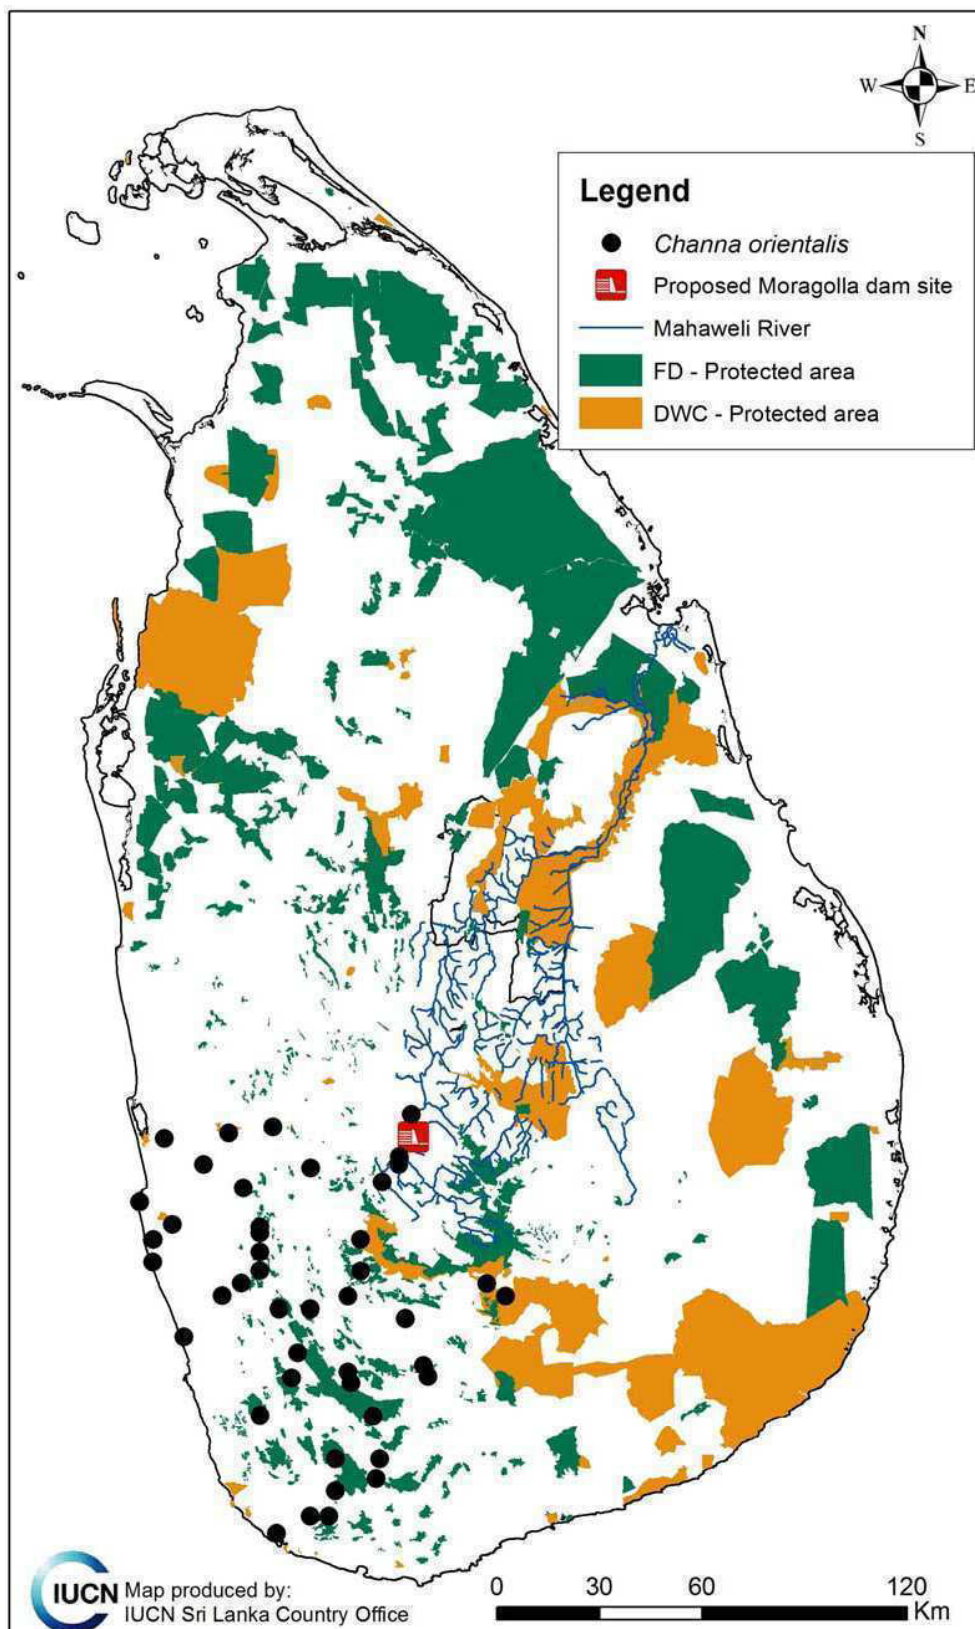 N
W E
S
Legend
Channa orientalis
Proposed Moragolla dam site
Mahaweli River
FD - Protected area
DWC - Protected area
IUCN
Map produced by:
IUCN Sri Lanka Country Office
0 30 60 120
Km